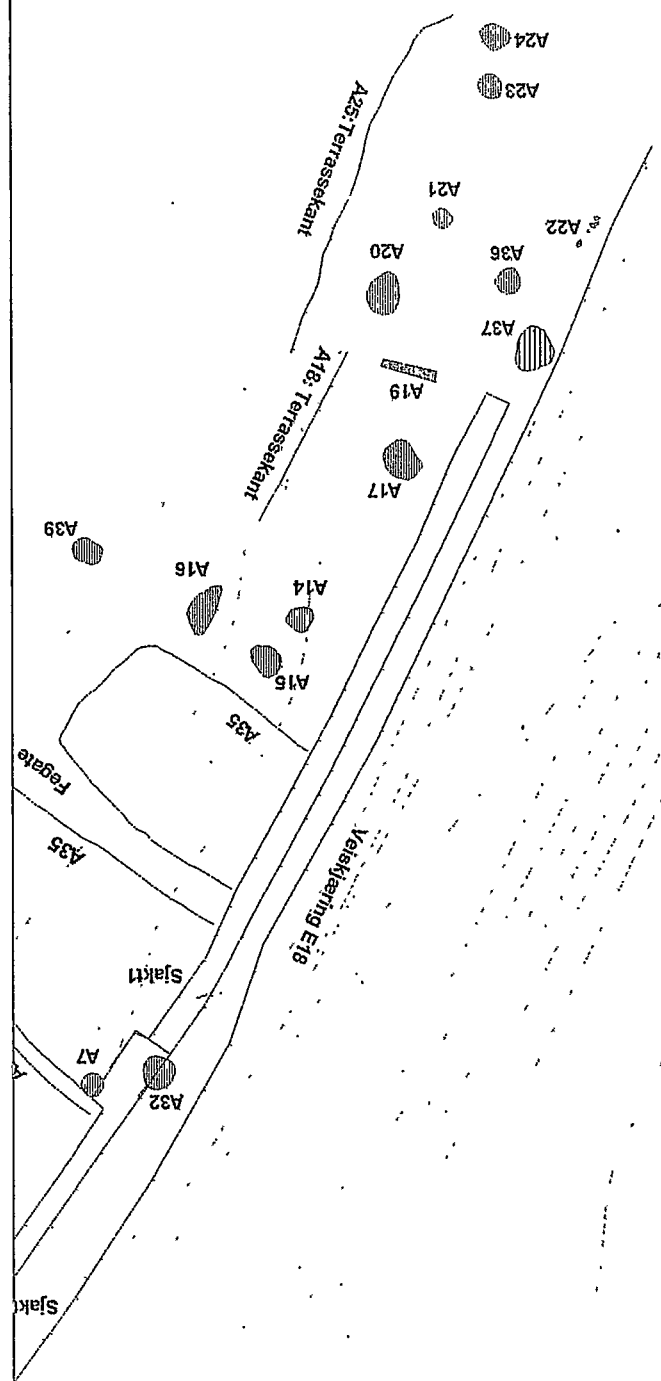 Sjakt
A32
A7
A
Sjakt1
Veiskjæring E18
A35
Fegate
A35
A15
A14
A16
A39
A17
A18: Terrassekant
A19
A37
A36
A20
A22
A21
A25:Terrassekant
A23
A24